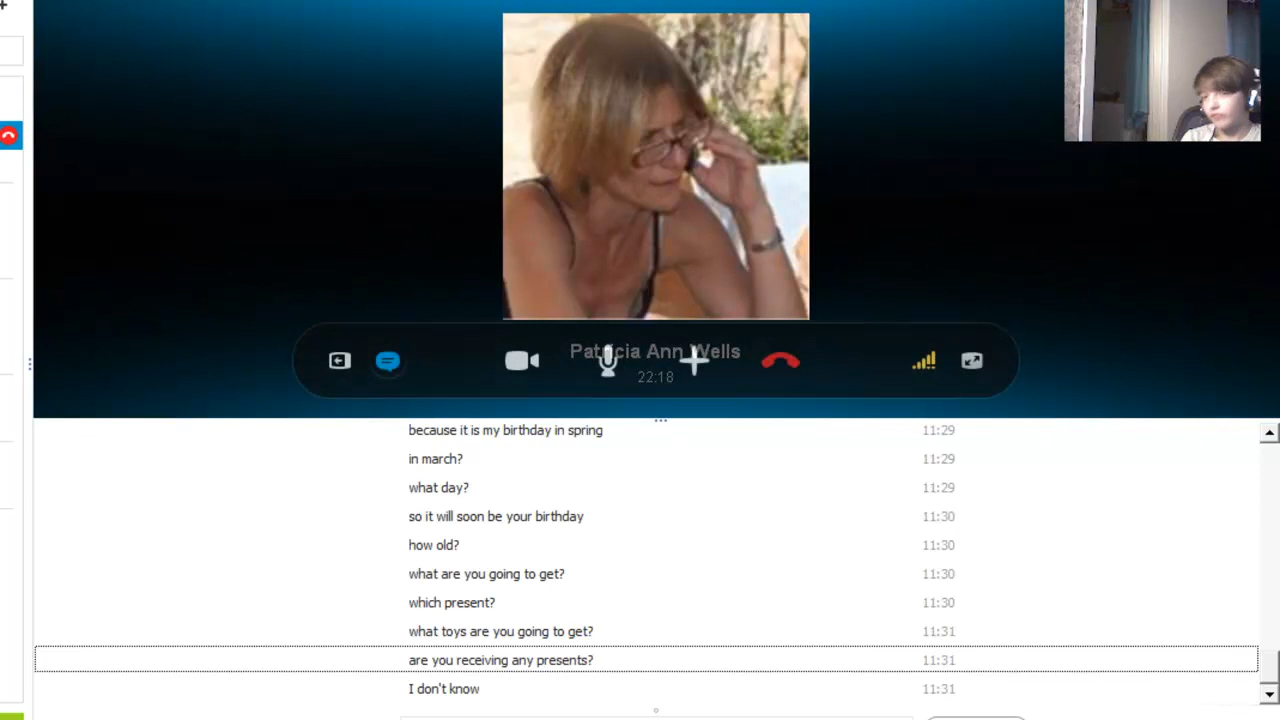 Patricia Ann Wells
22:18
because it is my birthday in spring 11:29
in march? 11:29
what day? 11:29
so it will soon be your birthday 11:30
how old? 11:30
what are you going to get? 11:30
which present? 11:30
what toys are you going to get? 11:31
are you receiving any presents? 11:31
I don't know 11:31